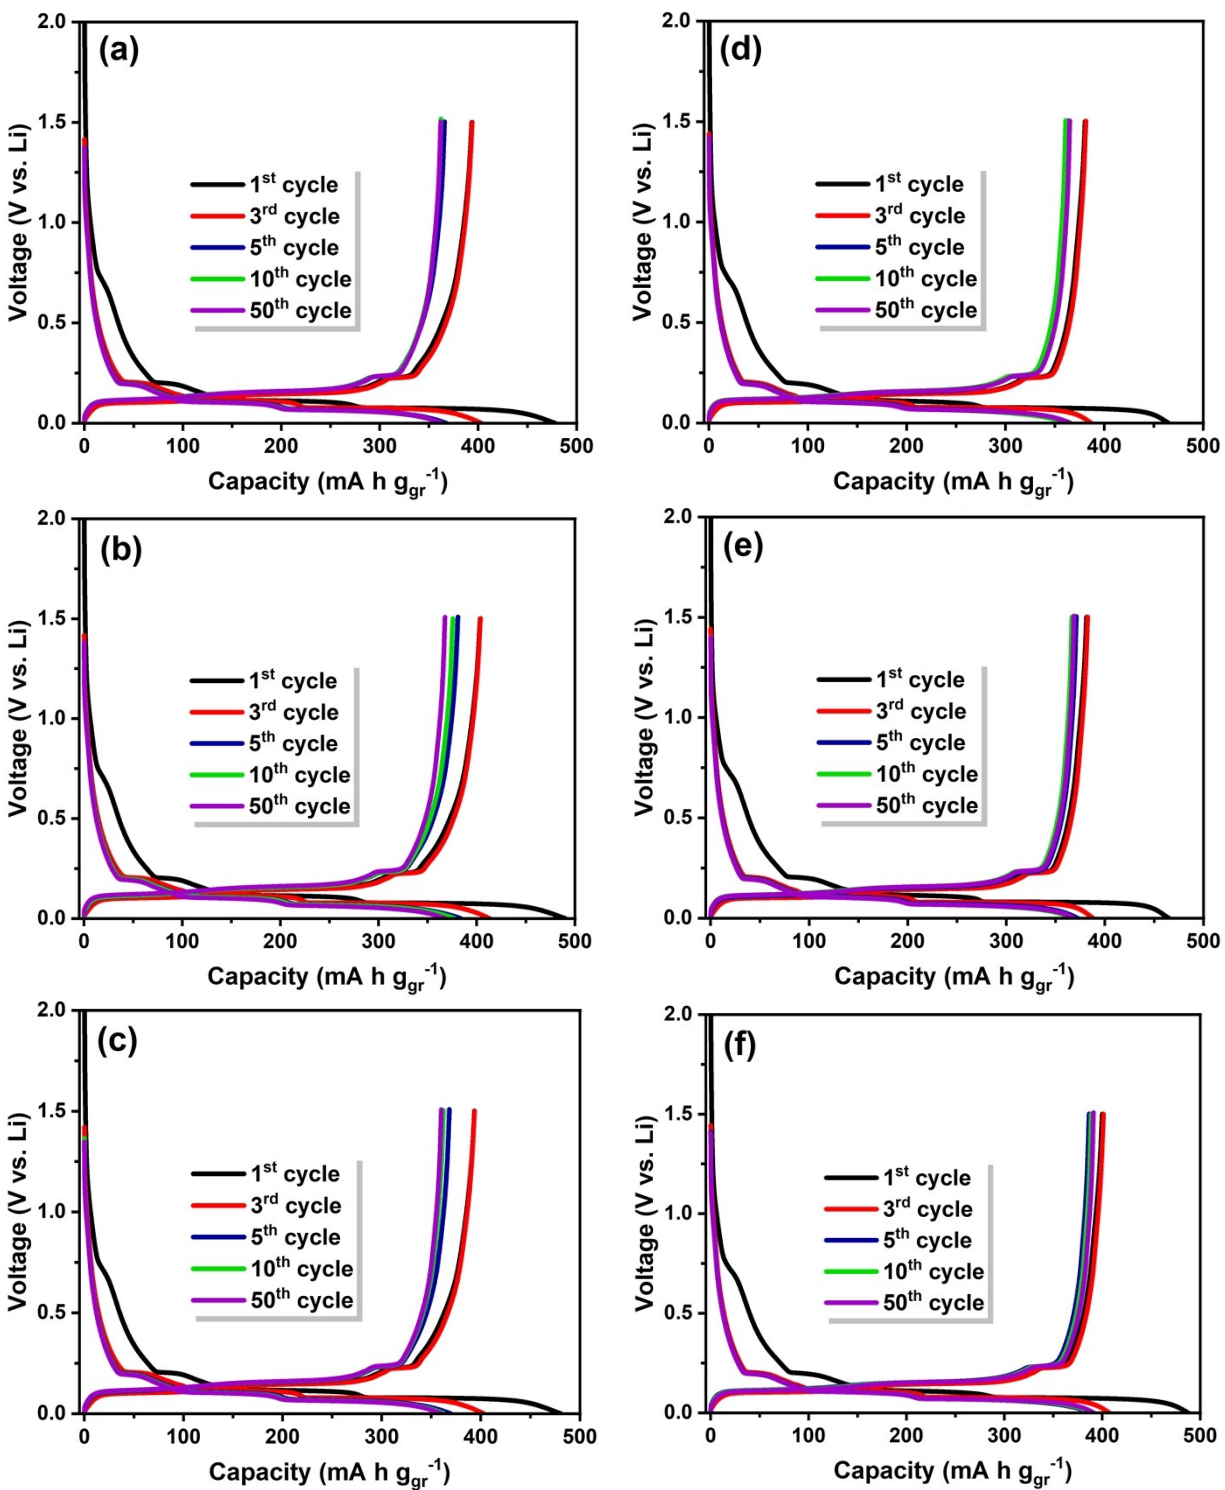 (a)
2.0
1.5
1.0
0.5
0.0
Voltage (V vs. Li)
1st cycle
3rd cycle
5th cycle
10th cycle
50th cycle
0 100 200 300 400 500
Capacity (mA h ggr-1)
(d)
2.0
1.5
1.0
0.5
0.0
Voltage (V vs. Li)
1st cycle
3rd cycle
5th cycle
10th cycle
50th cycle
0 100 200 300 400 500
Capacity (mA h ggr-1)
(b)
2.0
1.5
1.0
0.5
0.0
Voltage (V vs. Li)
1st cycle
3rd cycle
5th cycle
10th cycle
50th cycle
0 100 200 300 400 500
Capacity (mA h ggr-1)
(e)
2.0
1.5
1.0
0.5
0.0
Voltage (V vs. Li)
1st cycle
3rd cycle
5th cycle
10th cycle
50th cycle
0 100 200 300 400 500
Capacity (mA h ggr-1)
(c)
2.0
1.5
1.0
0.5
0.0
Voltage (V vs. Li)
1st cycle
3rd cycle
5th cycle
10th cycle
50th cycle
0 100 200 300 400 500
Capacity (mA h ggr-1)
(f)
2.0
1.5
1.0
0.5
0.0
Voltage (V vs. Li)
1st cycle
3rd cycle
5th cycle
10th cycle
50th cycle
0 100 200 300 400 500
Capacity (mA h ggr-1)